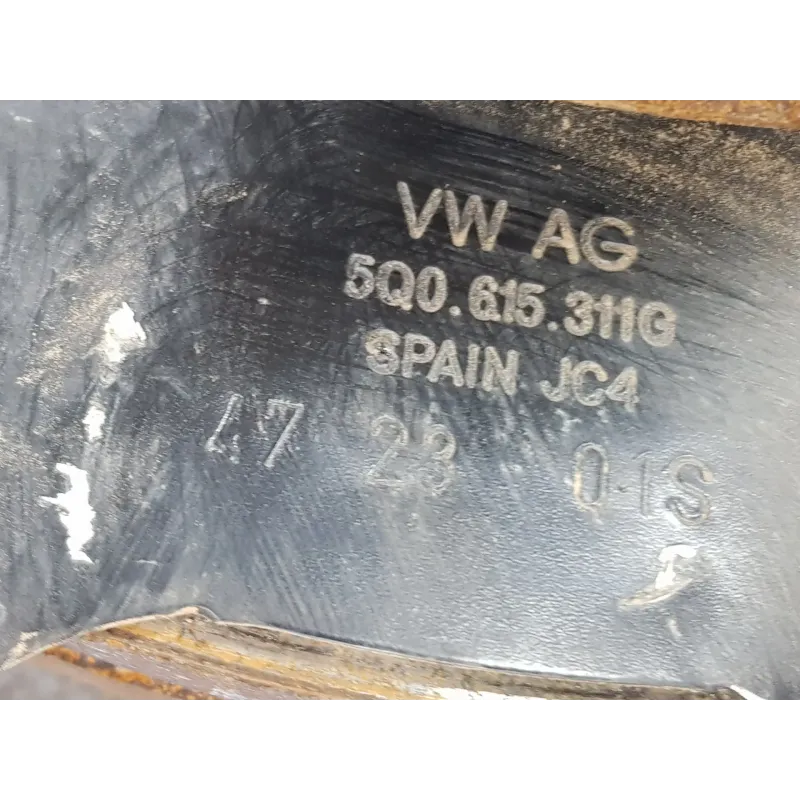 VW AG
5Q0.615.311G
SPAIN JC4
47 23 01S